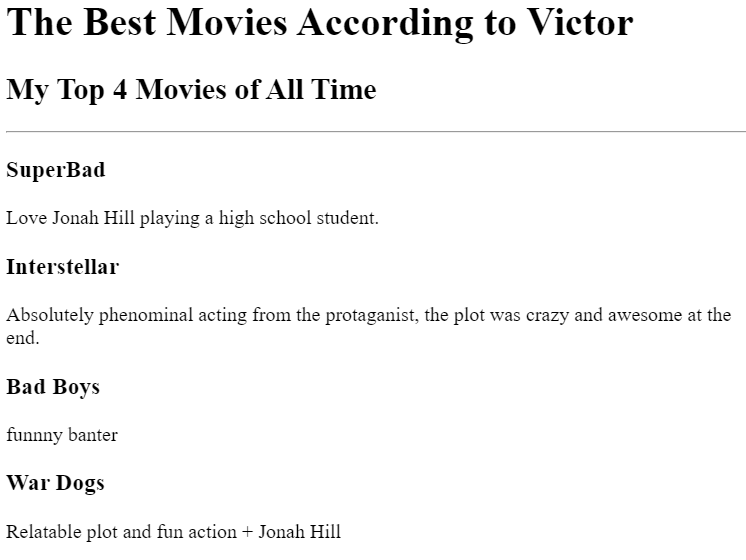 The Best Movies According to Victor
My Top 4 Movies of All Time
SuperBad
Love Jonah Hill playing a high school student.
Interstellar
Absolutely phenominal acting from the protaganist, the plot was crazy and awesome at the
end.
Bad Boys
funnny banter
War Dogs
Relatable plot and fun action + Jonah Hill